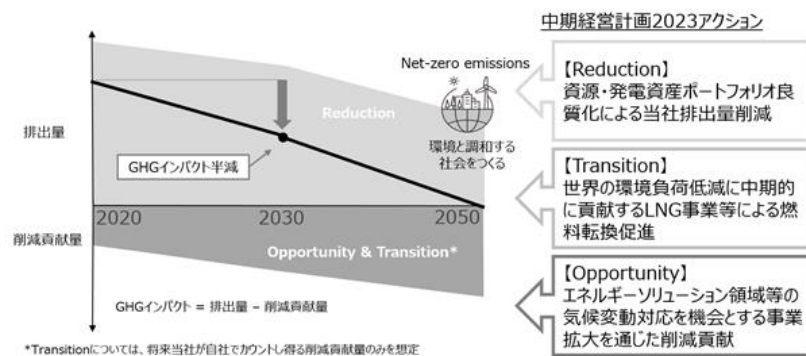 中期経営計画2023アクション
Net-zero emissions
環境と調和する
社会をつくる
Reduction
排出量
GHGインパクト半減
2020
2030
2050
削減貢献量
Opportunity & Transition*
GHGインパクト = 排出量 – 削減貢献量
【Reduction】
資源・発電資産ポートフォリオ良
質化による当社排出量削減
【Transition】
世界の環境負荷低減に中期的
に貢献するLNG事業等による燃
料転換促進
【Opportunity】
エネルギーソリューション領域等の
気候変動対応を機会とする事業
拡大を通じた削減貢献
*Transitionについては、将来当社が自社でカウントし得る削減貢献量のみを想定